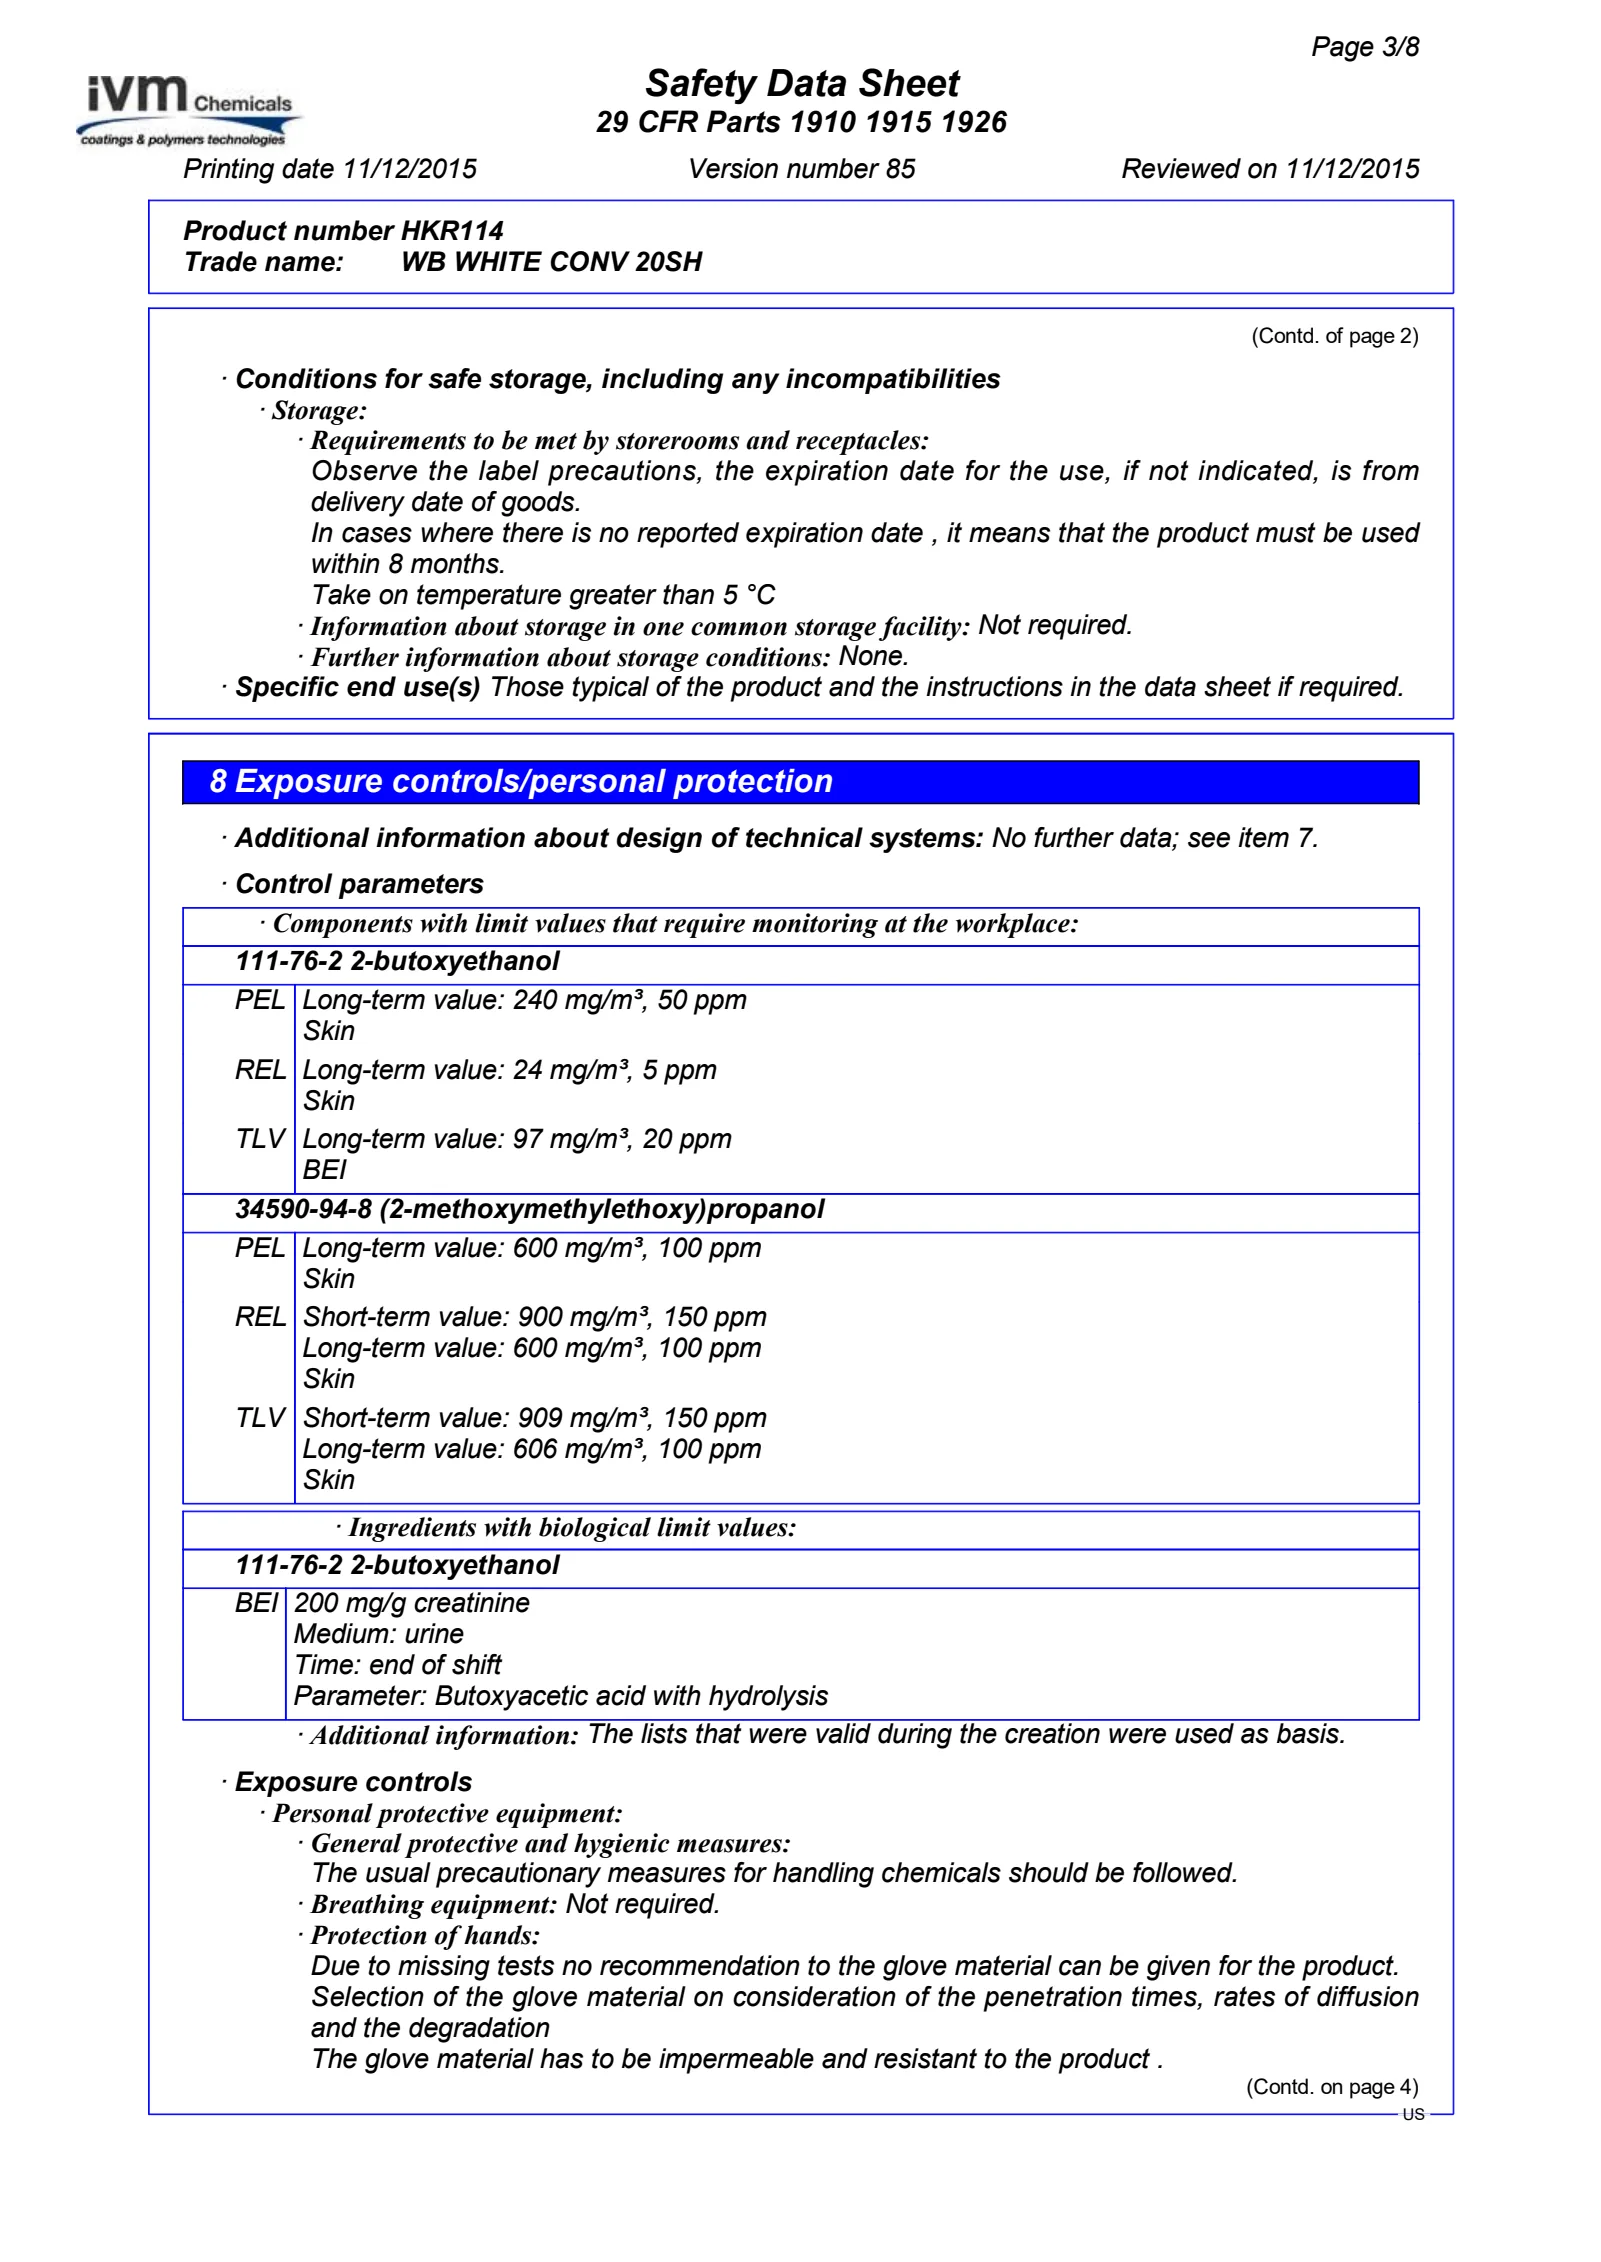 Page 3/8
ivm Chemicals
coatings & polymers technologies
Safety Data Sheet
29 CFR Parts 1910 1915 1926
Printing date 11/12/2015 Version number 85 Reviewed on 11/12/2015
Product number HKR114
Trade name: WB WHITE CONV 20SH
(Contd. of page 2)
· Conditions for safe storage, including any incompatibilities
· Storage:
· Requirements to be met by storerooms and receptacles:
Observe the label precautions, the expiration date for the use, if not indicated, is from
delivery date of goods.
In cases where there is no reported expiration date , it means that the product must be used
within 8 months.
Take on temperature greater than 5 °C
· Information about storage in one common storage facility: Not required.
· Further information about storage conditions: None.
· Specific end use(s) Those typical of the product and the instructions in the data sheet if required.
8 Exposure controls/personal protection
· Additional information about design of technical systems: No further data; see item 7.
· Control parameters
· Components with limit values that require monitoring at the workplace:
111-76-2 2-butoxyethanol
PEL Long-term value: 240 mg/m³, 50 ppm
Skin
REL Long-term value: 24 mg/m³, 5 ppm
Skin
TLV Long-term value: 97 mg/m³, 20 ppm
BEI
34590-94-8 (2-methoxymethylethoxy)propanol
PEL Long-term value: 600 mg/m³, 100 ppm
Skin
REL Short-term value: 900 mg/m³, 150 ppm
Long-term value: 600 mg/m³, 100 ppm
Skin
TLV Short-term value: 909 mg/m³, 150 ppm
Long-term value: 606 mg/m³, 100 ppm
Skin
· Ingredients with biological limit values:
111-76-2 2-butoxyethanol
BEI 200 mg/g creatinine
Medium: urine
Time: end of shift
Parameter: Butoxyacetic acid with hydrolysis
· Additional information: The lists that were valid during the creation were used as basis.
· Exposure controls
· Personal protective equipment:
· General protective and hygienic measures:
The usual precautionary measures for handling chemicals should be followed.
· Breathing equipment: Not required.
· Protection of hands:
Due to missing tests no recommendation to the glove material can be given for the product.
Selection of the glove material on consideration of the penetration times, rates of diffusion
and the degradation
The glove material has to be impermeable and resistant to the product .
(Contd. on page 4)
US